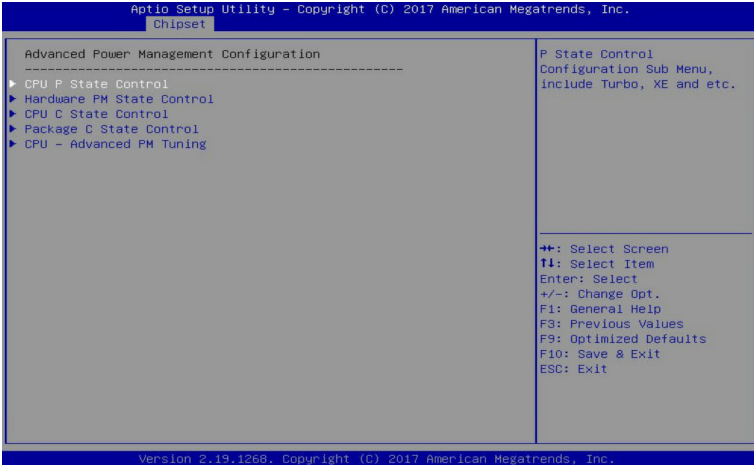 Aptio Setup Utility – Copyright (C) 2017 American Megatrends, Inc.
Chipset
Advanced Power Management Configuration
--------------------------------------------------
▶ CPU P State Control
▶ Hardware PM State Control
▶ CPU C State Control
▶ Package C State Control
▶ CPU – Advanced PM Tuning
P State Control
Configuration Sub Menu,
include Turbo, XE and etc.
→←: Select Screen
↑↓: Select Item
Enter: Select
+/-: Change Opt.
F1: General Help
F3: Previous Values
F9: Optimized Defaults
F10: Save & Exit
ESC: Exit
Version 2.19.1268. Copyright (C) 2017 American Megatrends, Inc.